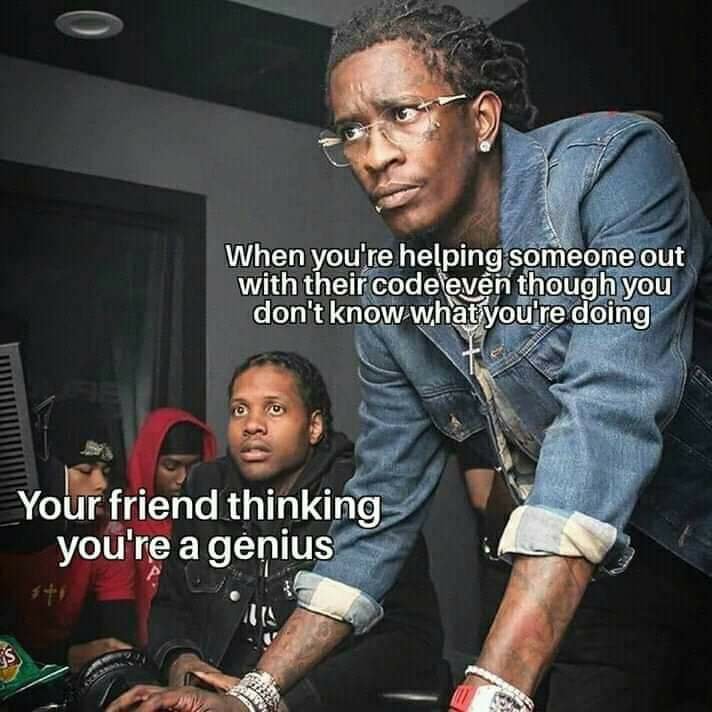 When you're helping someone out
with their code even though you
don't know what you're doing
Your friend thinking
you're a genius